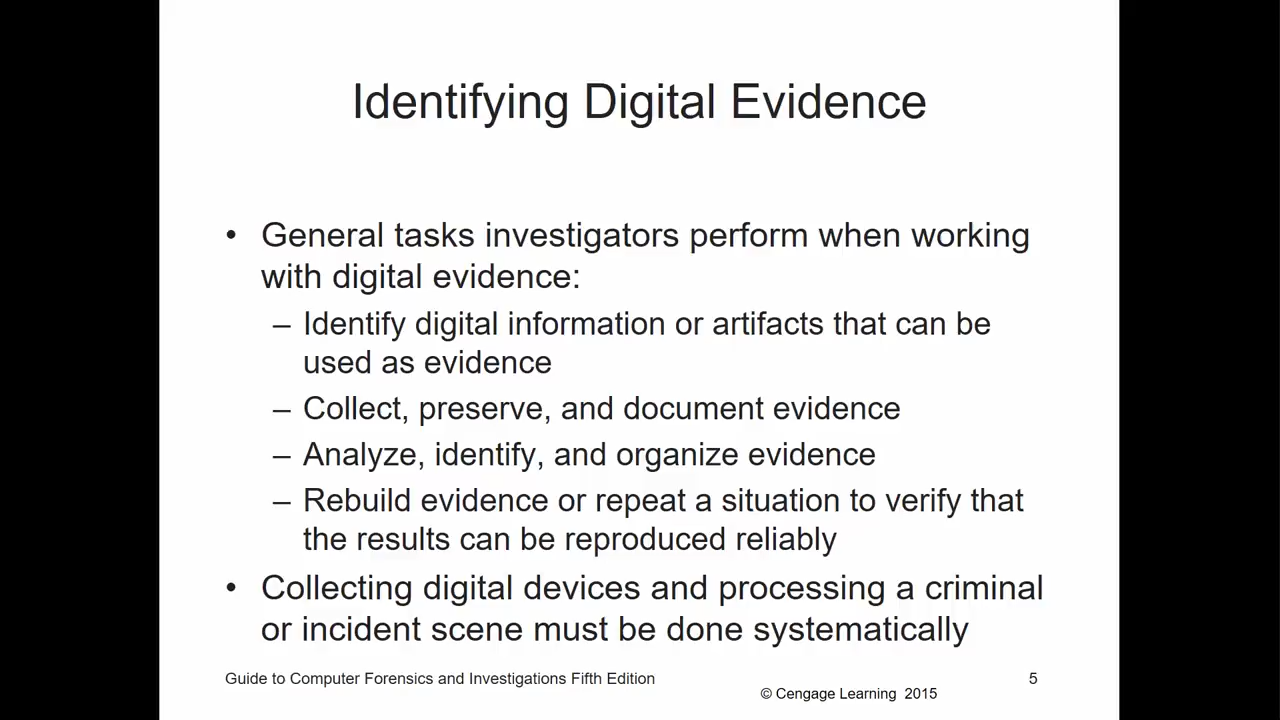 Identifying Digital Evidence
• General tasks investigators perform when working
with digital evidence:
– Identify digital information or artifacts that can be
used as evidence
– Collect, preserve, and document evidence
– Analyze, identify, and organize evidence
– Rebuild evidence or repeat a situation to verify that
the results can be reproduced reliably
• Collecting digital devices and processing a criminal
or incident scene must be done systematically
Guide to Computer Forensics and Investigations Fifth Edition
5
© Cengage Learning 2015